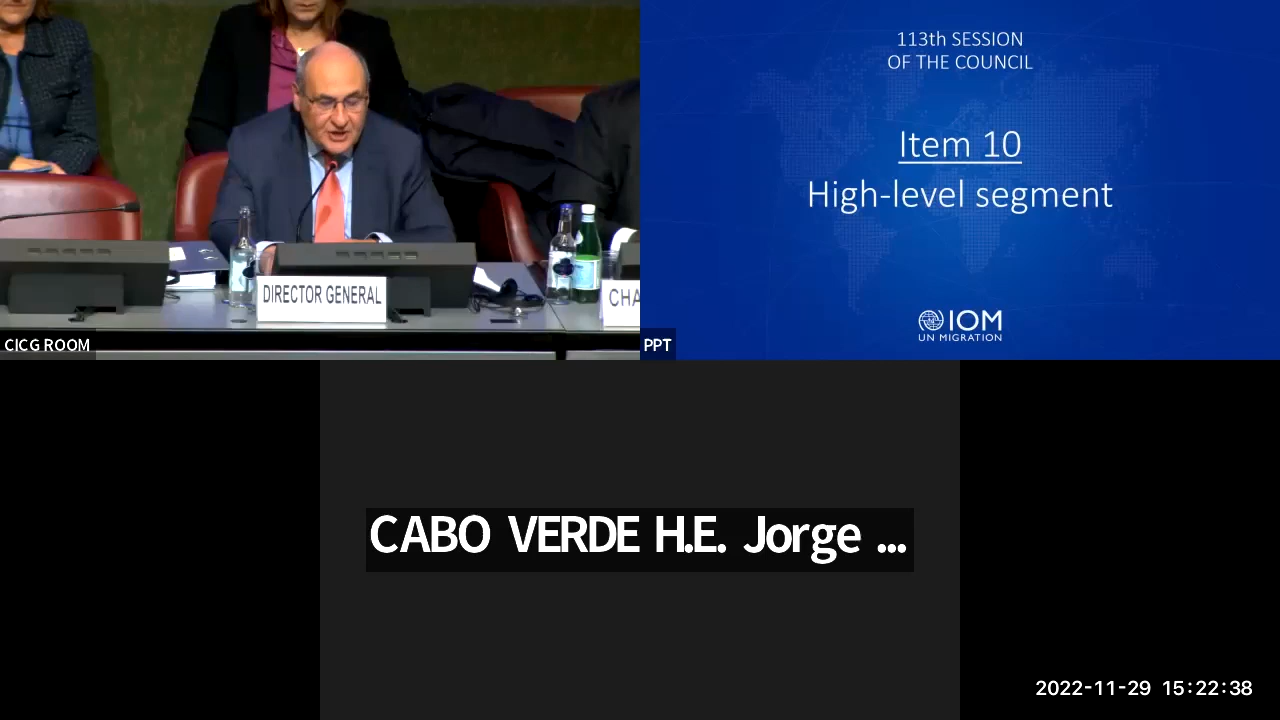 DIRECTOR GENERAL
CHA
CICG ROOM
113th SESSION
OF THE COUNCIL
Item 10
High-level segment
IOM
UN MIGRATION
PPT
CABO VERDE H.E. Jorge ...
2022-11-29 15:22:38